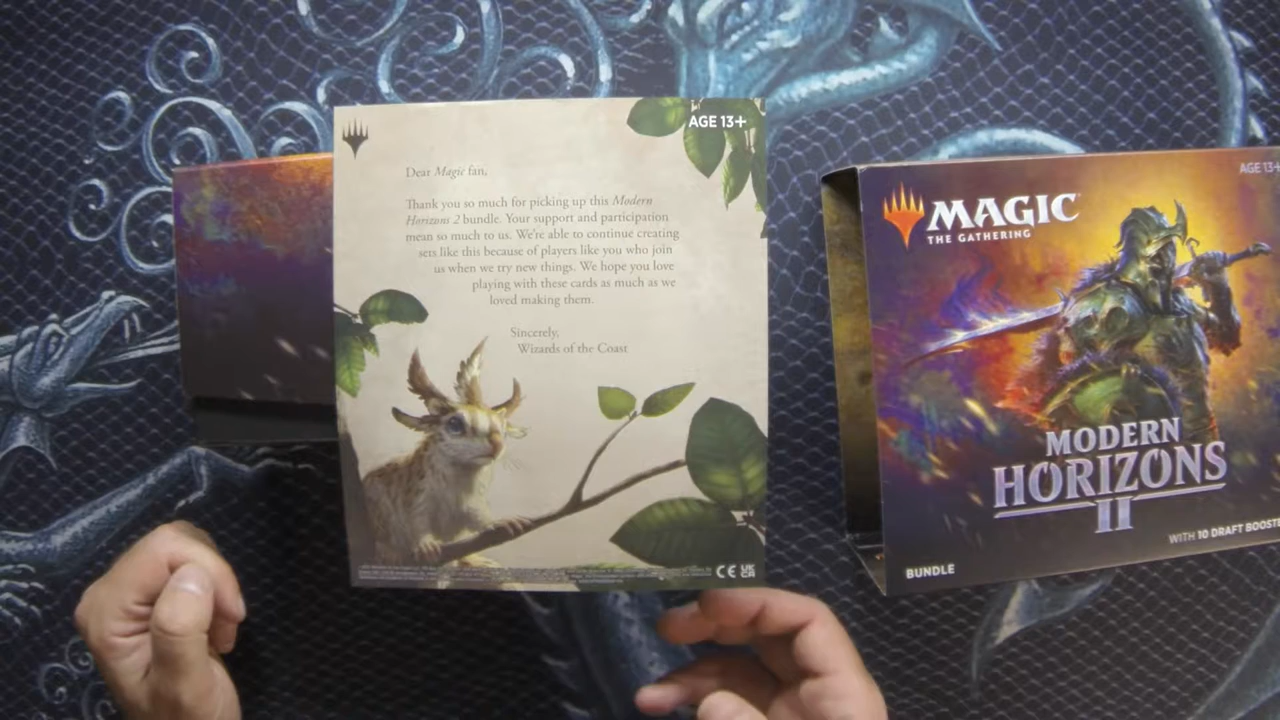 AGE 13+
Dear Magic fan,
Thank you so much for picking up this Modern
Horizons 2 bundle. Your support and participation
mean so much to us. We're able to continue creating
sets like this because of players like you who join
us when we try new things. We hope you love
playing with these cards as much as we
loved making them.
Sincerely,
Wizards of the Coast
CE UK CA
AGE 13+
MAGIC
THE GATHERING
MODERN
HORIZONS
II
WITH 10 DRAFT BOOSTE
BUNDLE